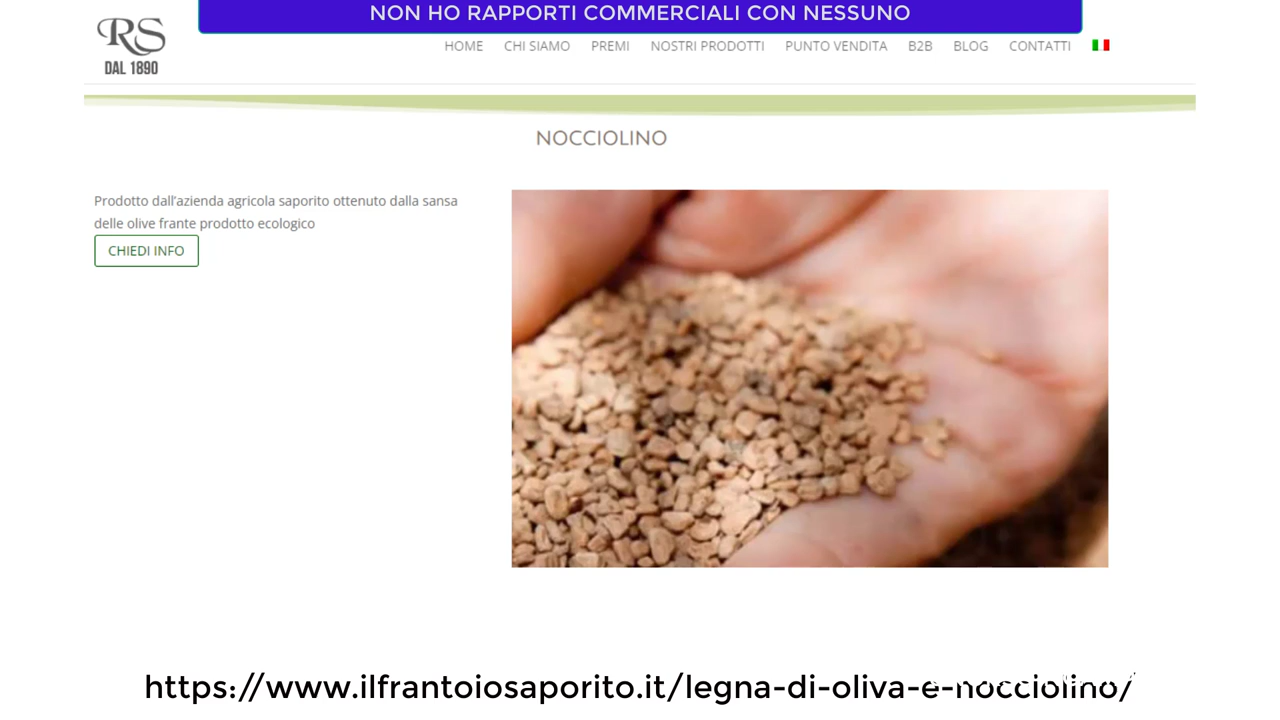 NON HO RAPPORTI COMMERCIALI CON NESSUNO
RS
DAL 1890
HOME CHI SIAMO PREMI NOSTRI PRODOTTI PUNTO VENDITA B2B BLOG CONTATTI
NOCCIOLINO
Prodotto dall'azienda agricola saporito ottenuto dalla sansa
delle olive frante prodotto ecologico
CHIEDI INFO
https://www.ilfrantoiosaporito.it/legna-di-oliva-e-nocciolino/